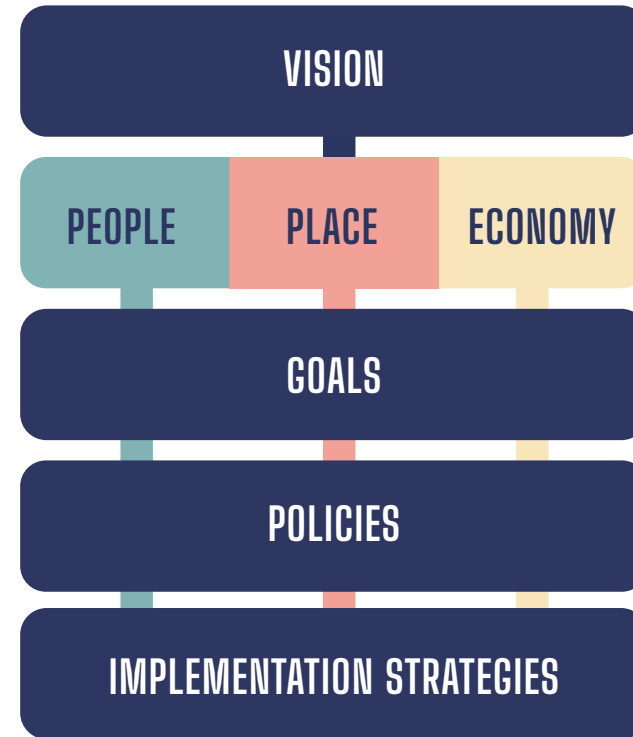 VISION
PEOPLE PLACE ECONOMY
GOALS
POLICIES
IMPLEMENTATION STRATEGIES